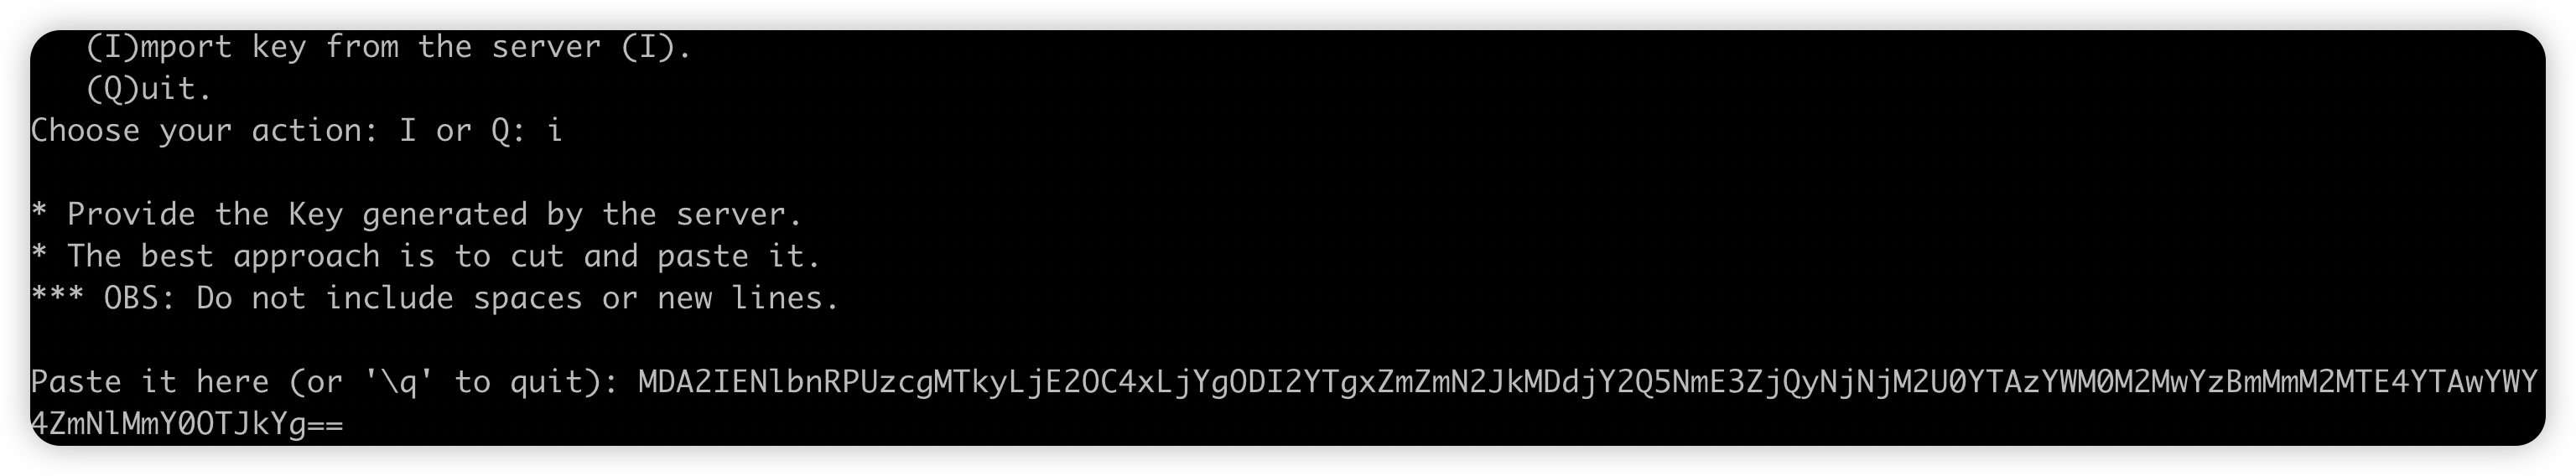 (I)mport key from the server (I).
(Q)uit.
Choose your action: I or Q: i
* Provide the Key generated by the server.
* The best approach is to cut and paste it.
*** OBS: Do not include spaces or new lines.
Paste it here (or '\q' to quit): MDA2IENlbnRPUzcgMTkyLjE2OC4xLjYgODI2YTgxZmZmN2JkMDdjY2Q5NmE3ZjQyNjNjM2U0YTAzYWM0M2MwYzBmMmM2MTE4YTAwYWY
4ZmNlMmY0OTJkYg==